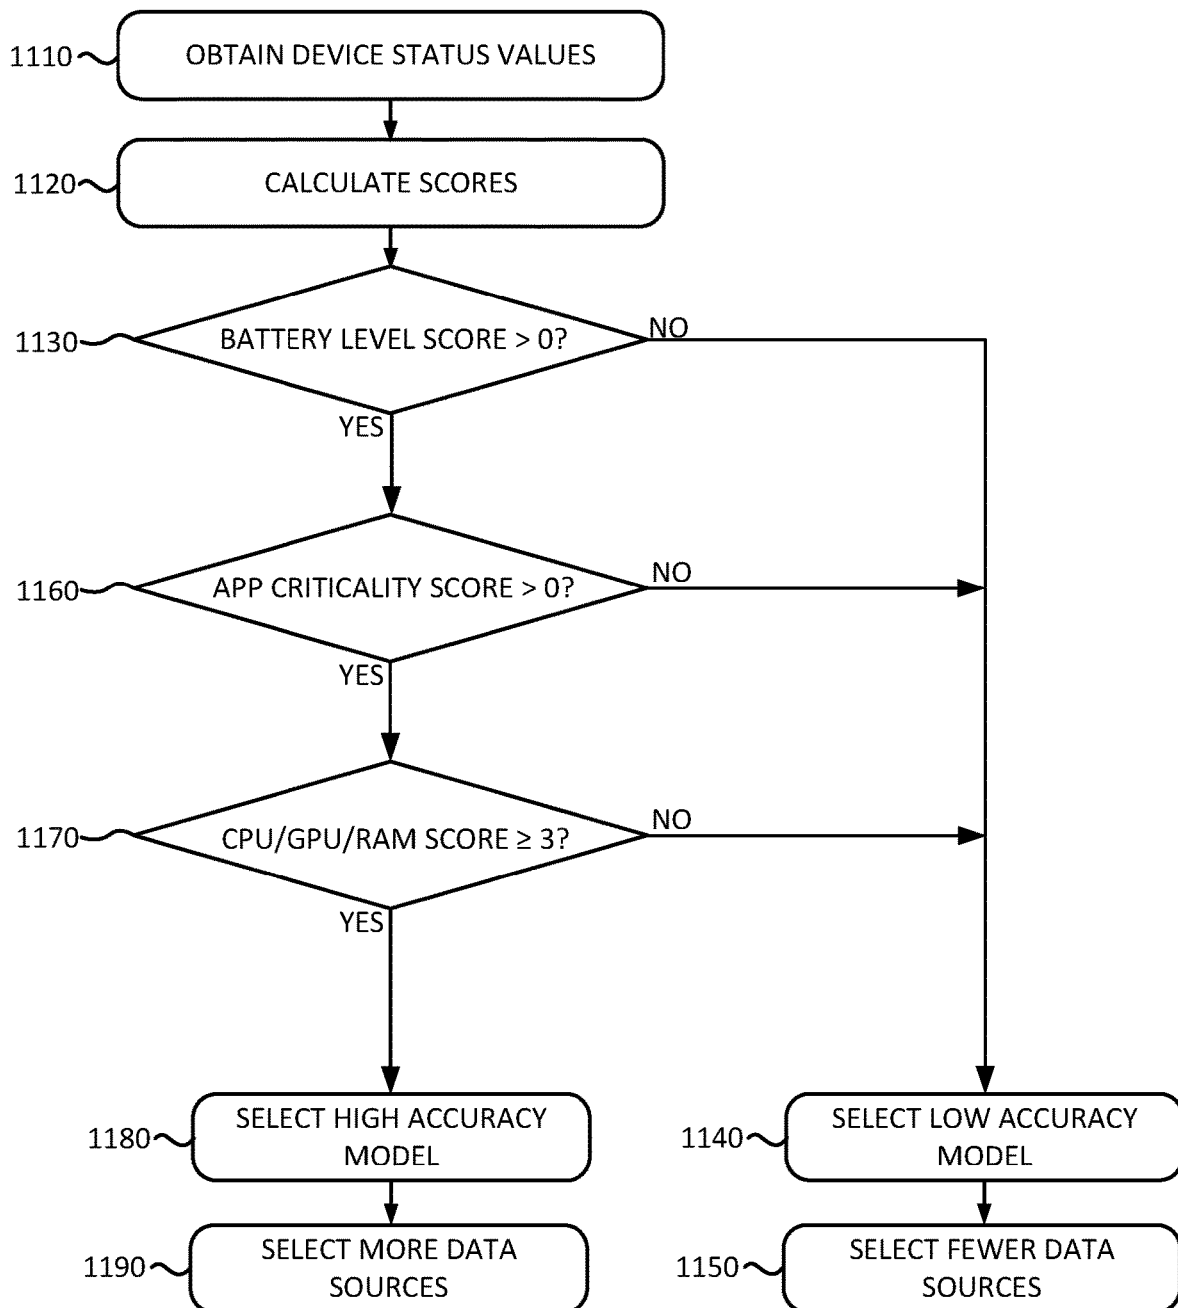 1110
OBTAIN DEVICE STATUS VALUES
1120
CALCULATE SCORES
1130
BATTERY LEVEL SCORE > 0?
NO
YES
1160
APP CRITICALITY SCORE > 0?
NO
YES
1170
CPU/GPU/RAM SCORE ≥ 3?
NO
YES
1180
SELECT HIGH ACCURACY
MODEL
1140
SELECT LOW ACCURACY
MODEL
1190
SELECT MORE DATA
SOURCES
1150
SELECT FEWER DATA
SOURCES